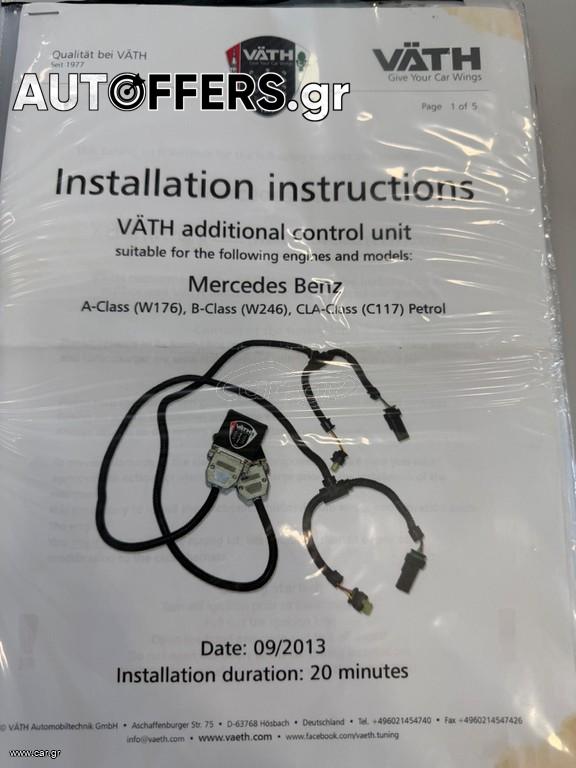 Qualität bei VÄTH
Seit 1977
VÄTH
Give Your Car Wings
VÄTH
Give Your Car Wings
AUTOFFERS.gr
Page 1 of 5
Installation instructions
VÄTH additional control unit
suitable for the following engines and models:
Mercedes Benz
A-Class (W176), B-Class (W246), CLA-Class (C117) Petrol
VÄTH
Date: 09/2013
Installation duration: 20 minutes
© VÄTH Automobiltechnik GmbH • Aschaffenburger Str. 75 • D-63768 Hösbach • Deutschland • Tel. +496021454740 • Fax +4960214547426
info@vaeth.com • www.vaeth.com • www.facebook.com/vaeth.tuning
www.car.gr